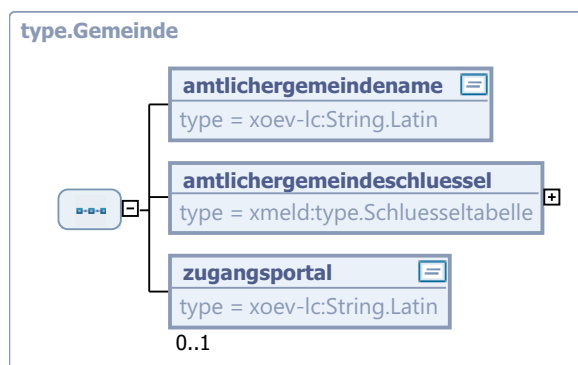 type.Gemeinde
amtlichergemeindename
type = xoev-lc:String.Latin
amtlichergemeindeschluessel
type = xmeld:type.Schluesseltabelle
zugangsportal
type = xoev-lc:String.Latin
0..1